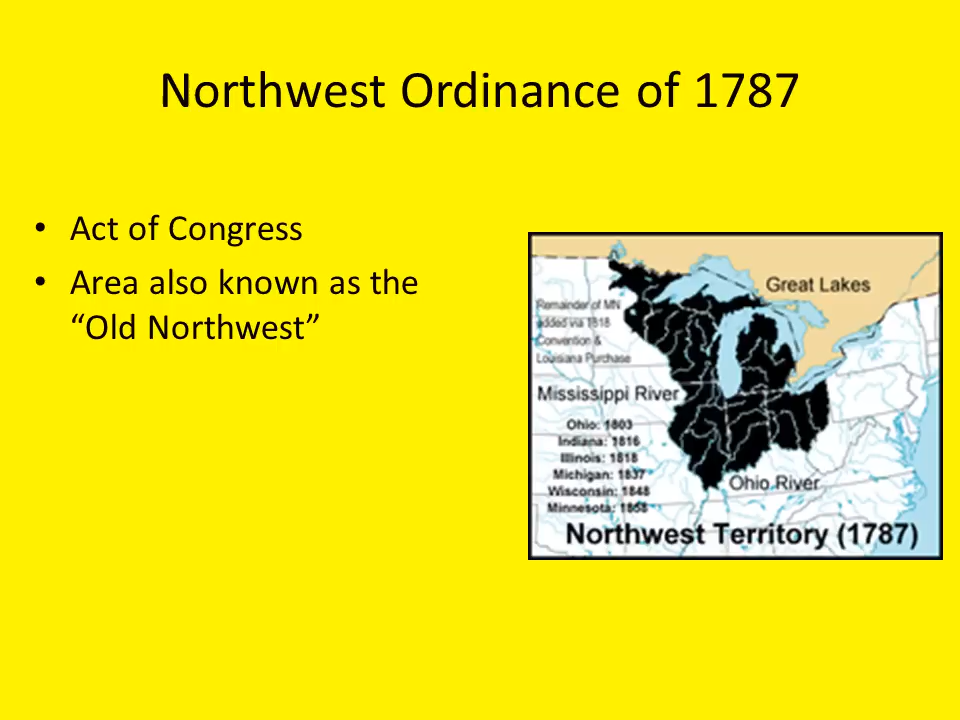 Northwest Ordinance of 1787
• Act of Congress
• Area also known as the
“Old Northwest”
Great Lakes
Remainder of MN
added via 1818
Convention &
Louisiana Purchase
Mississippi River
Ohio: 1803
Indiana: 1816
Illinois: 1818
Michigan: 1837
Wisconsin: 1848
Minnesota: 1858
Ohio River
Northwest Territory (1787)